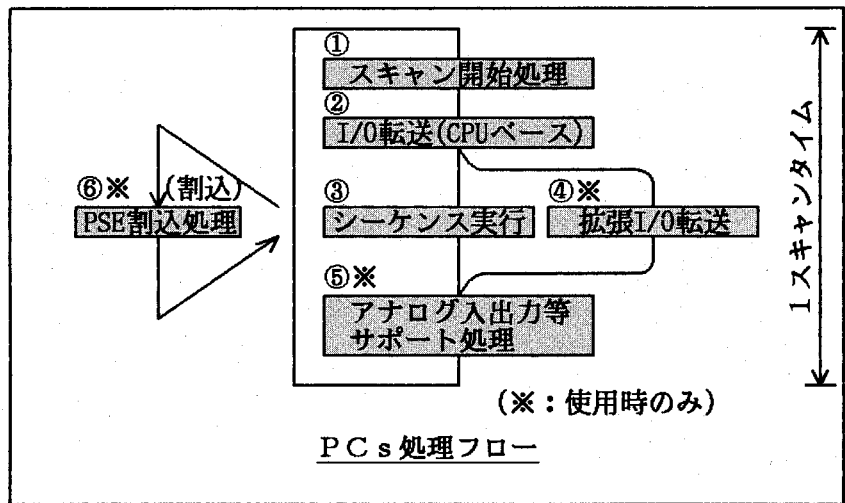 ①
スキャン開始処理
②
I/O転送(CPUベース)
⑥※ (割込)
PSE割込処理
③
シーケンス実行
④※
拡張I/O転送
⑤※
アナログ入出力等
サポート処理
1スキャンタイム
(※:使用時のみ)
PCs処理フロー